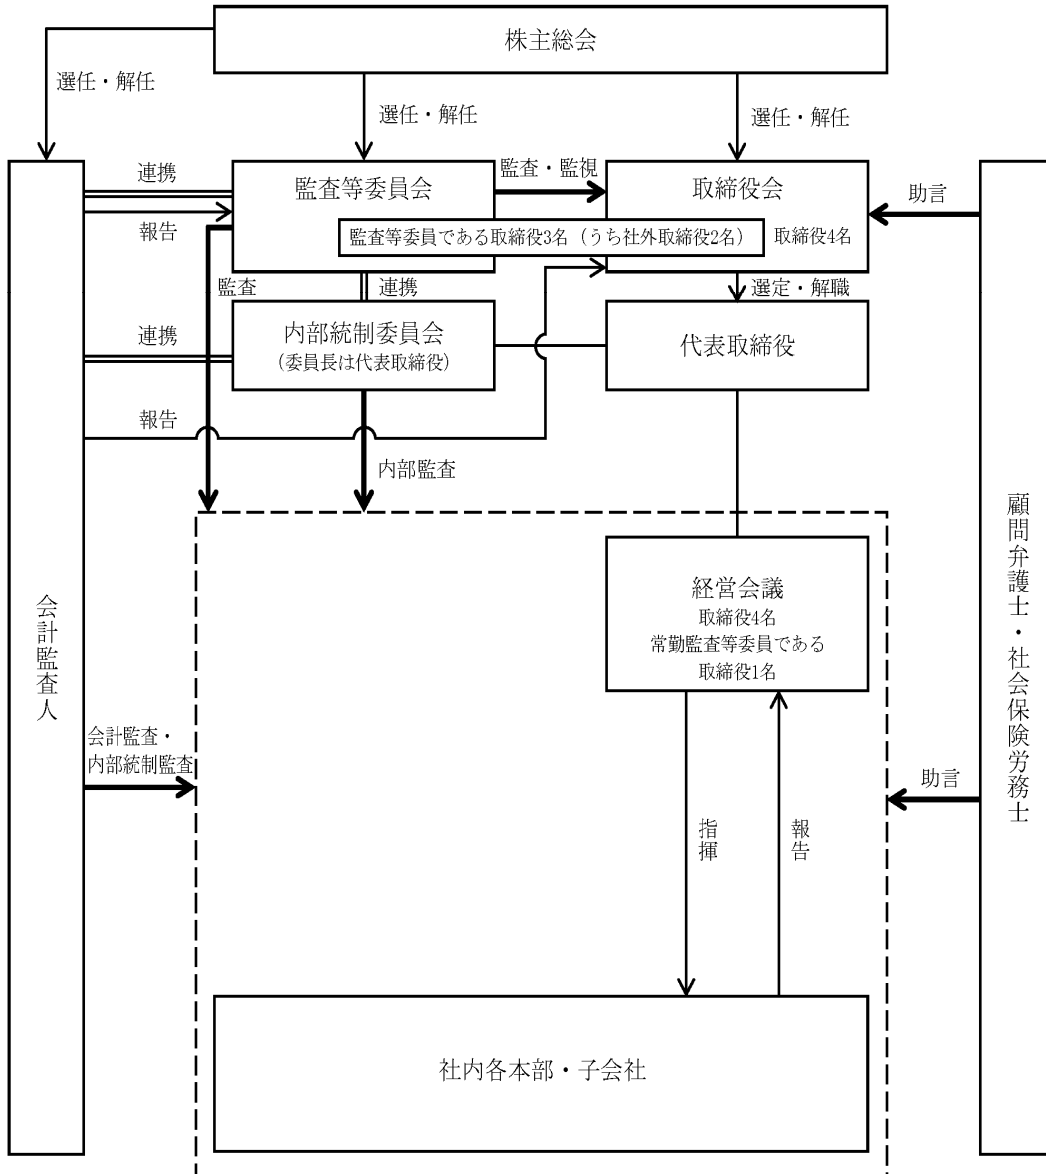 株主総会
選任・解任
選任・解任
選任・解任
連携
監査等委員会
監査・監視
取締役会
助言
報告
監査等委員である取締役3名（うち社外取締役2名）
取締役4名
監査
連携
選定・解職
連携
内部統制委員会
（委員長は代表取締役）
代表取締役
報告
内部監査
経営会議
取締役4名
常勤監査等委員である
取締役1名
会計監査人
顧問弁護士・社会保険労務士
会計監査・
内部統制監査
助言
指揮
報告
社内各本部・子会社